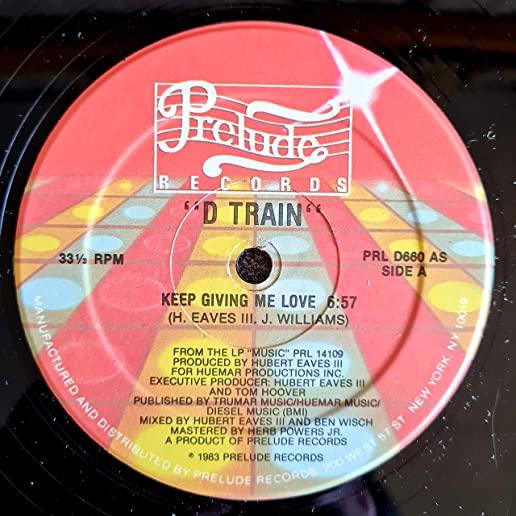 Prelude
RECORDS
"D TRAIN"
33⅓ RPM
PRL D660 AS
SIDE A
KEEP GIVING ME LOVE 6:57
(H. EAVES III, J. WILLIAMS)
FROM THE LP "MUSIC" PRL 14109
PRODUCED BY HUBERT EAVES III
FOR HUEMAR PRODUCTIONS INC.
EXECUTIVE PRODUCER; HUBERT EAVES III
AND TOM HOOVER
PUBLISHED BY TRUMAR MUSIC/HUEMAR MUSIC/
DIESEL MUSIC (BMI)
MIXED BY HUBERT EAVES III AND BEN WISCH
MASTERED BY HERB POWERS JR.
A PRODUCT OF PRELUDE RECORDS
℗ 1983 PRELUDE RECORDS
MANUFACTURED AND DISTRIBUTED BY PRELUDE RECORDS 200 WEST 57 ST NEW YORK, NY 10019